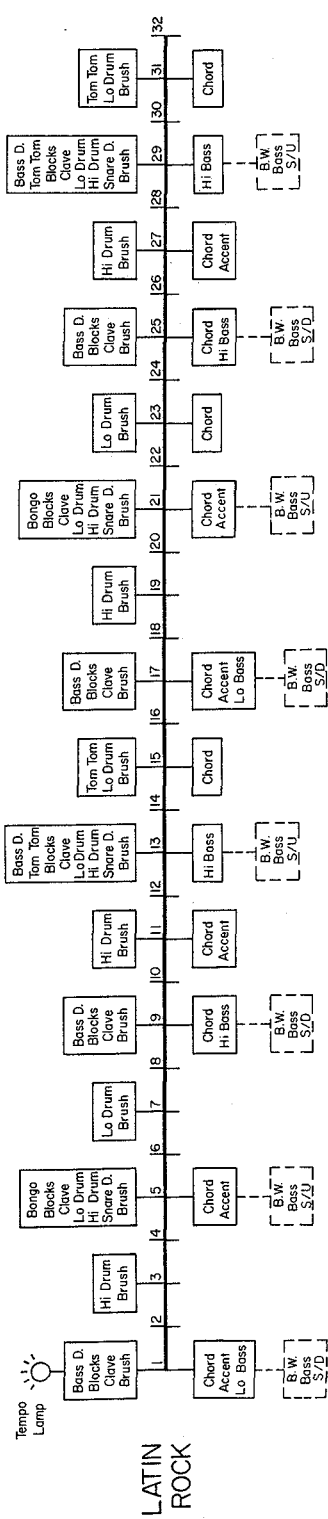 LATIN
ROCK
Tempo
Lamp
Bass D.
Blocks
Clave
Brush
Hi Drum
Brush
Bongo
Blocks
Clave
Lo Drum
Hi Drum
Snare D.
Brush
Lo Drum
Brush
Bass D.
Blocks
Clave
Brush
Hi Drum
Brush
Bass D.
Tom Tom
Blocks
Clave
Lo Drum
Hi Drum
Snare D.
Brush
Tom Tom
Lo Drum
Brush
Bass D.
Blocks
Clave
Brush
Hi Drum
Brush
Bongo
Blocks
Clave
Lo Drum
Hi Drum
Snare D.
Brush
Lo Drum
Brush
Bass D.
Blocks
Clave
Brush
Hi Drum
Brush
Bass D.
Tom Tom
Blocks
Clave
Lo Drum
Hi Drum
Snare D.
Brush
Tom Tom
Lo Drum
Brush
1 2 3 4 5 6 7 8 9 10 11 12 13 14 15 16 17 18 19 20 21 22 23 24 25 26 27 28 29 30 31 32
Chord
Accent
Lo Bass
Chord
Accent
Chord
Hi Bass
Chord
Accent
Hi Bass
Chord
Chord
Accent
Lo Bass
Chord
Accent
Chord
Chord
Hi Bass
Chord
Accent
Hi Bass
Chord
B.W.
Bass
S/D
B.W.
Bass
S/U
B.W.
Bass
S/D
B.W.
Bass
S/U
B.W.
Bass
S/D
B.W.
Bass
S/U
B.W.
Bass
S/D
B.W.
Bass
S/U